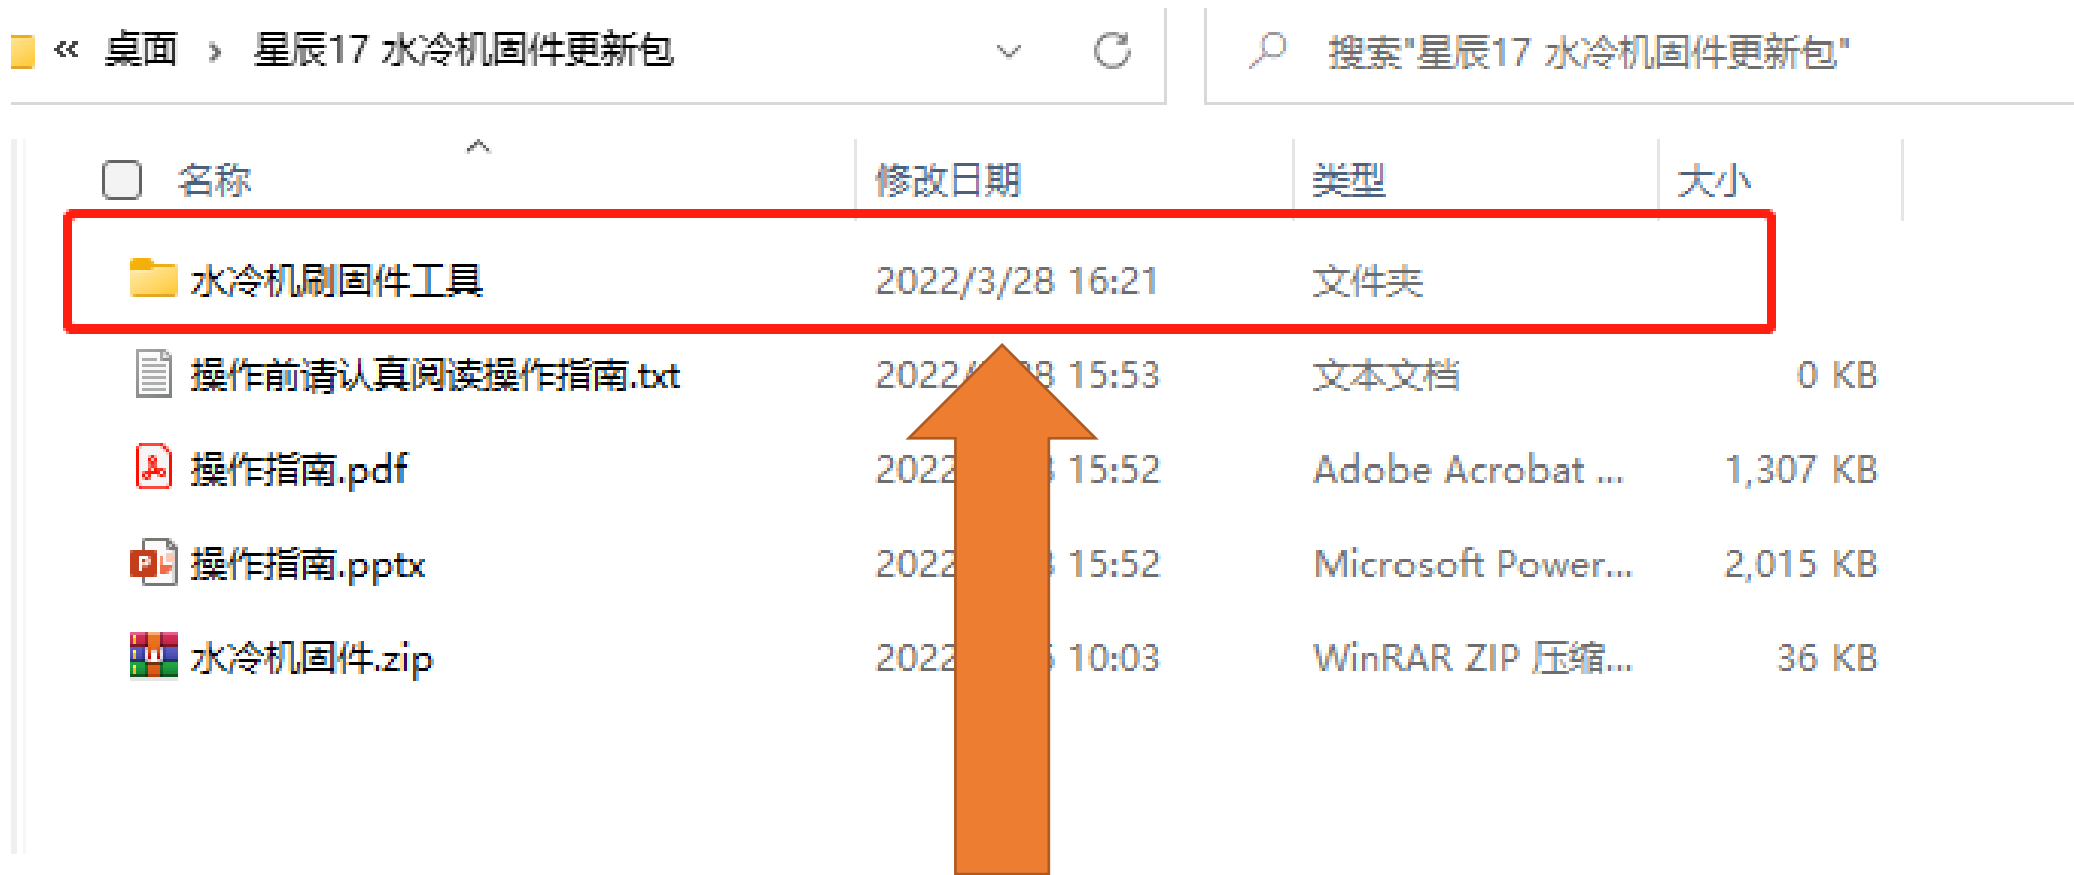 « 桌面 › 星辰17 水冷机固件更新包 搜索"星辰17 水冷机固件更新包"
名称 修改日期 类型 大小
水冷机刷固件工具 2022/3/28 16:21 文件夹
操作前请认真阅读操作指南.txt 2022/ 8 15:53 文本文档 0 KB
操作指南.pdf 2022 15:52 Adobe Acrobat ... 1,307 KB
操作指南.pptx 2022 15:52 Microsoft Power... 2,015 KB
水冷机固件.zip 2022 10:03 WinRAR ZIP 压缩... 36 KB